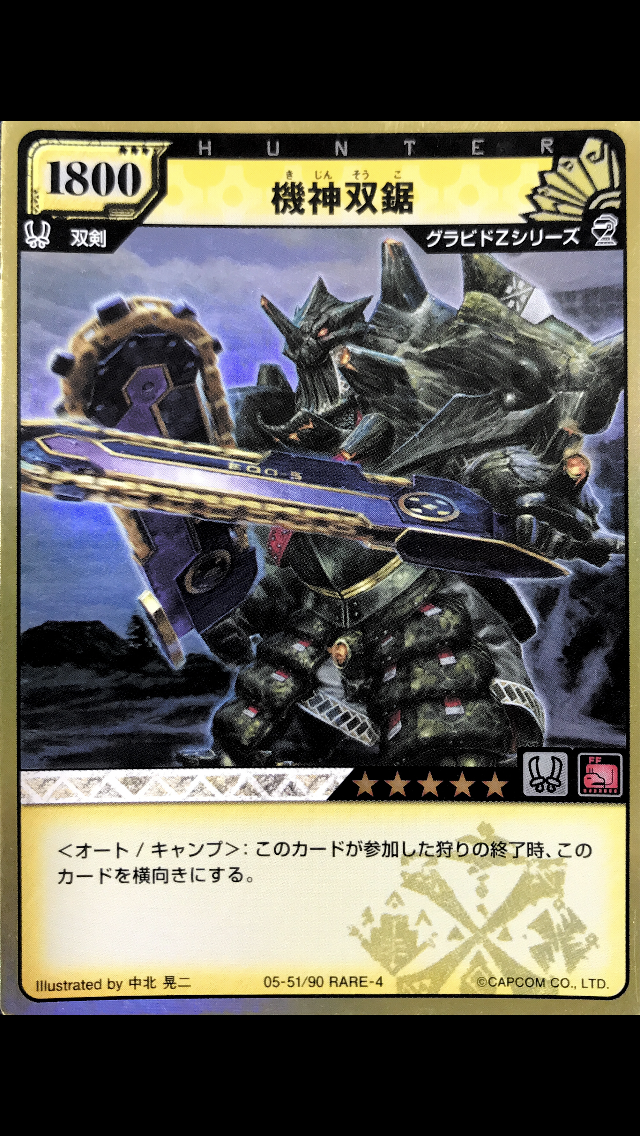 HUNTER
1800
機神双鋸
き じん そう こ
双剣
グラビドZシリーズ
FF
<オート / キャンプ>: このカードが参加した狩りの終了時、この
カードを横向きにする。
Illustrated by 中北 晃二
05-51/90 RARE-4
©CAPCOM CO., LTD.